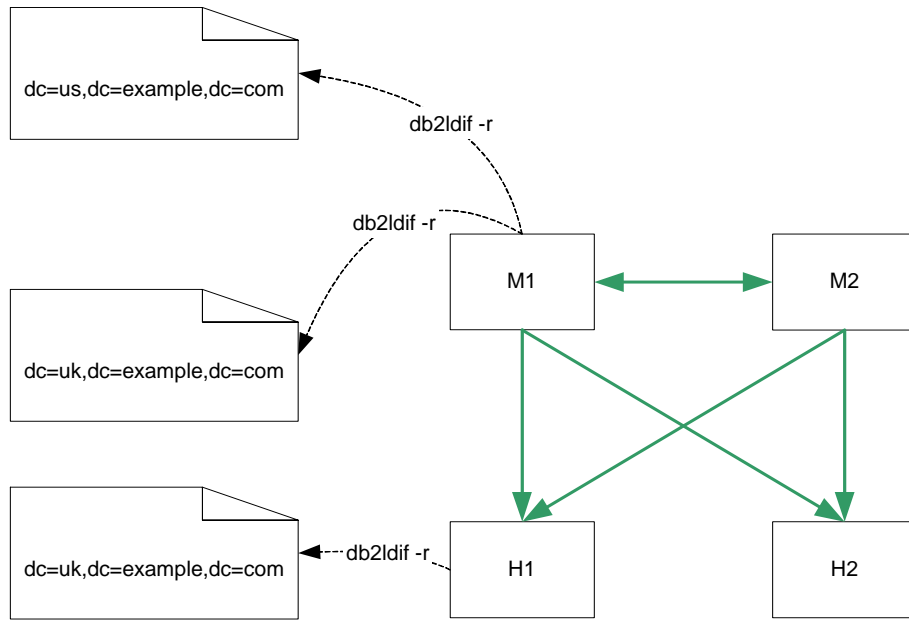 dc=us,dc=example,dc=com
db2ldif -r
db2ldif -r
M1
M2
dc=uk,dc=example,dc=com
db2ldif -r
dc=uk,dc=example,dc=com
H1
H2